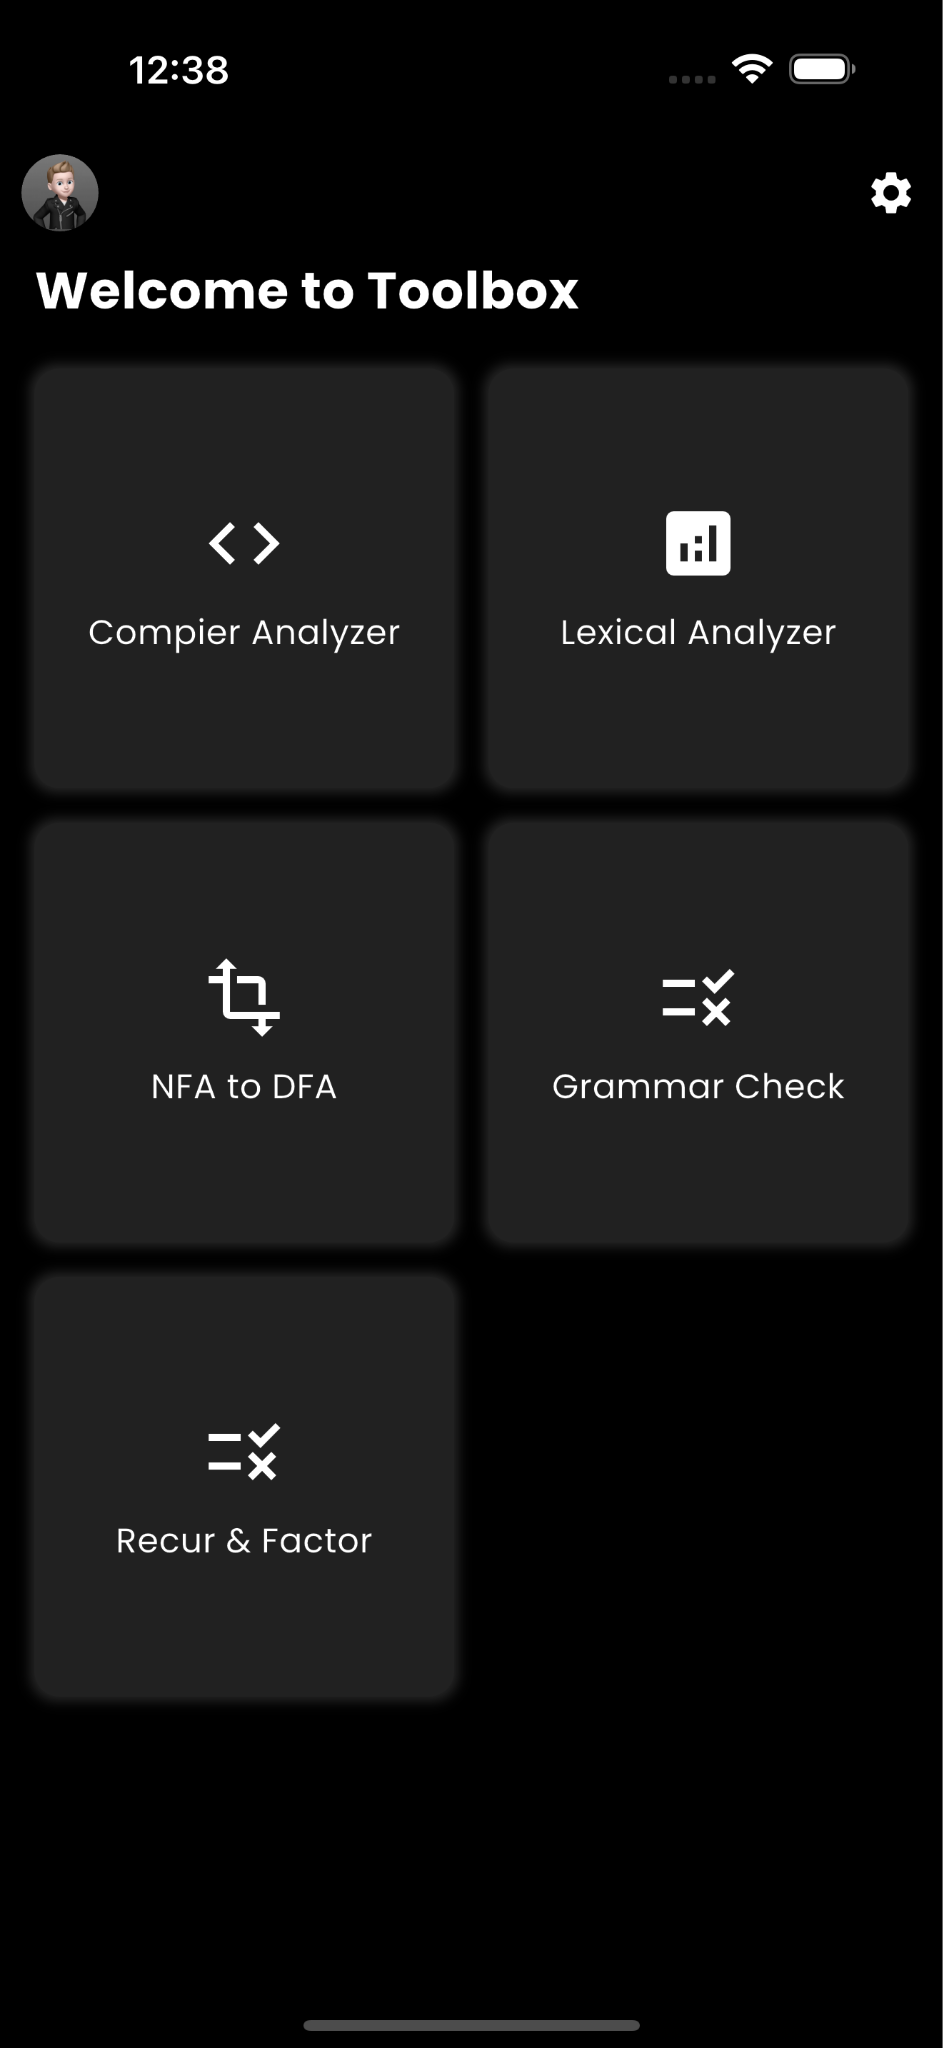 12:38
Welcome to Toolbox
Compier Analyzer
Lexical Analyzer
NFA to DFA
Grammar Check
Recur & Factor